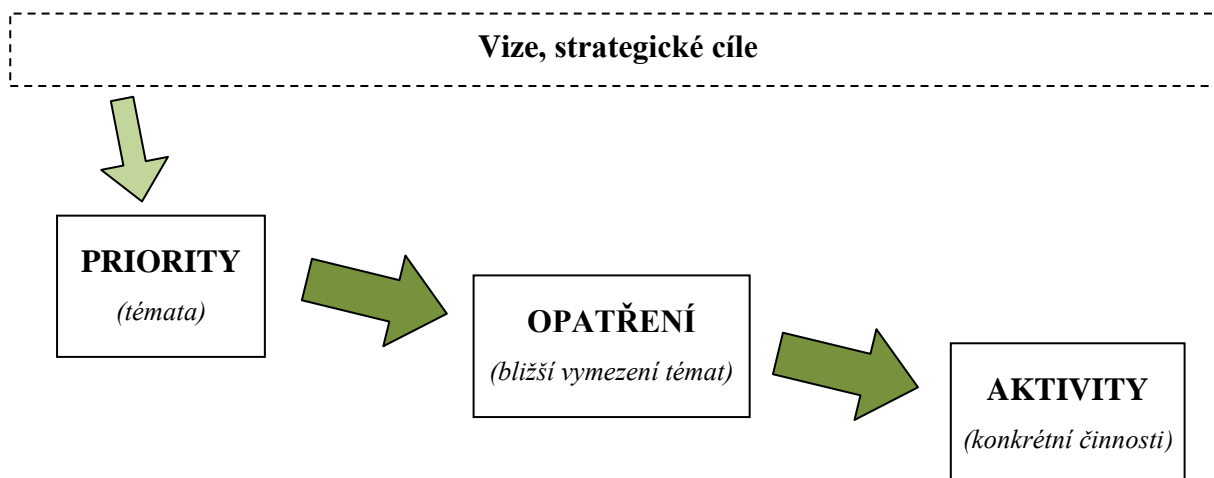 Vize, strategické cíle
PRIORITY
(témata)
OPATŘENÍ
(bližší vymezení témat)
AKTIVITY
(konkrétní činnosti)